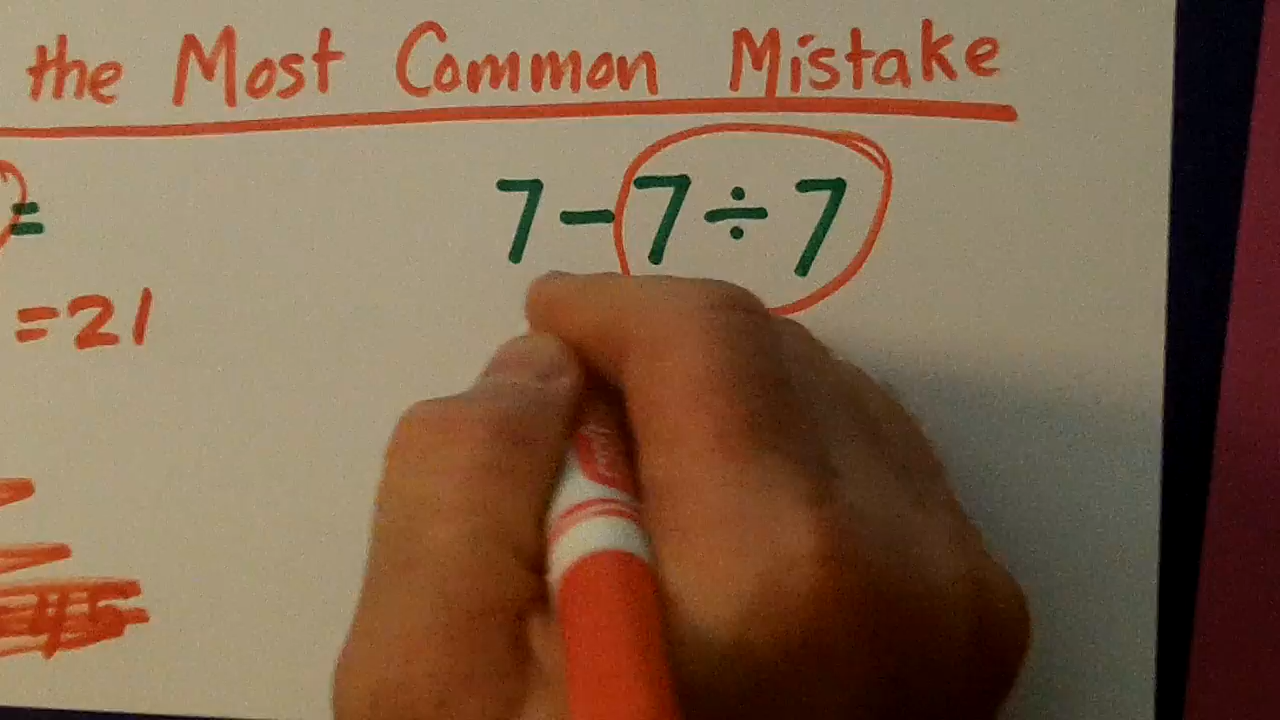 the Most Common Mistake
= 7-7÷7
=21